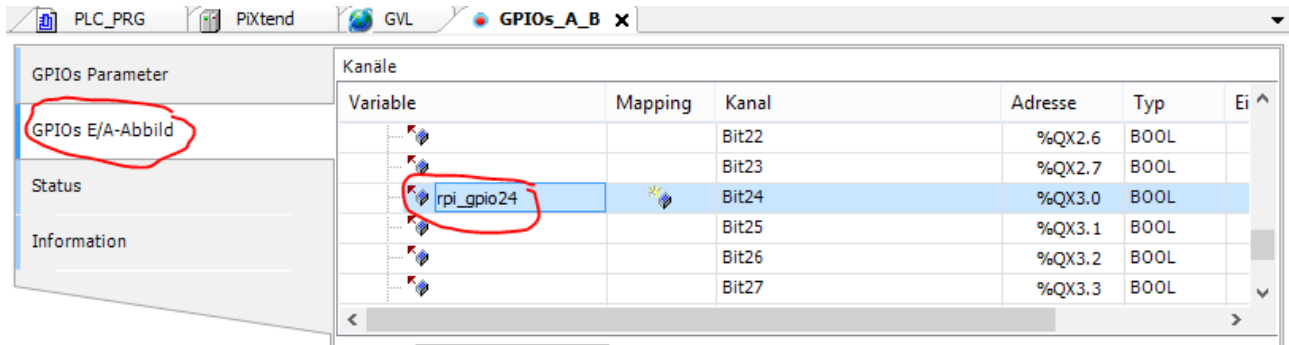 PLC_PRG PiXtend GVL GPIOs_A_B
GPIOs Parameter
GPIOs E/A-Abbild
Status
Information
Kanäle
Variable Mapping Kanal Adresse Typ Ei
Bit22 %QX2.6 BOOL
Bit23 %QX2.7 BOOL
rpi_gpio24 Bit24 %QX3.0 BOOL
Bit25 %QX3.1 BOOL
Bit26 %QX3.2 BOOL
Bit27 %QX3.3 BOOL